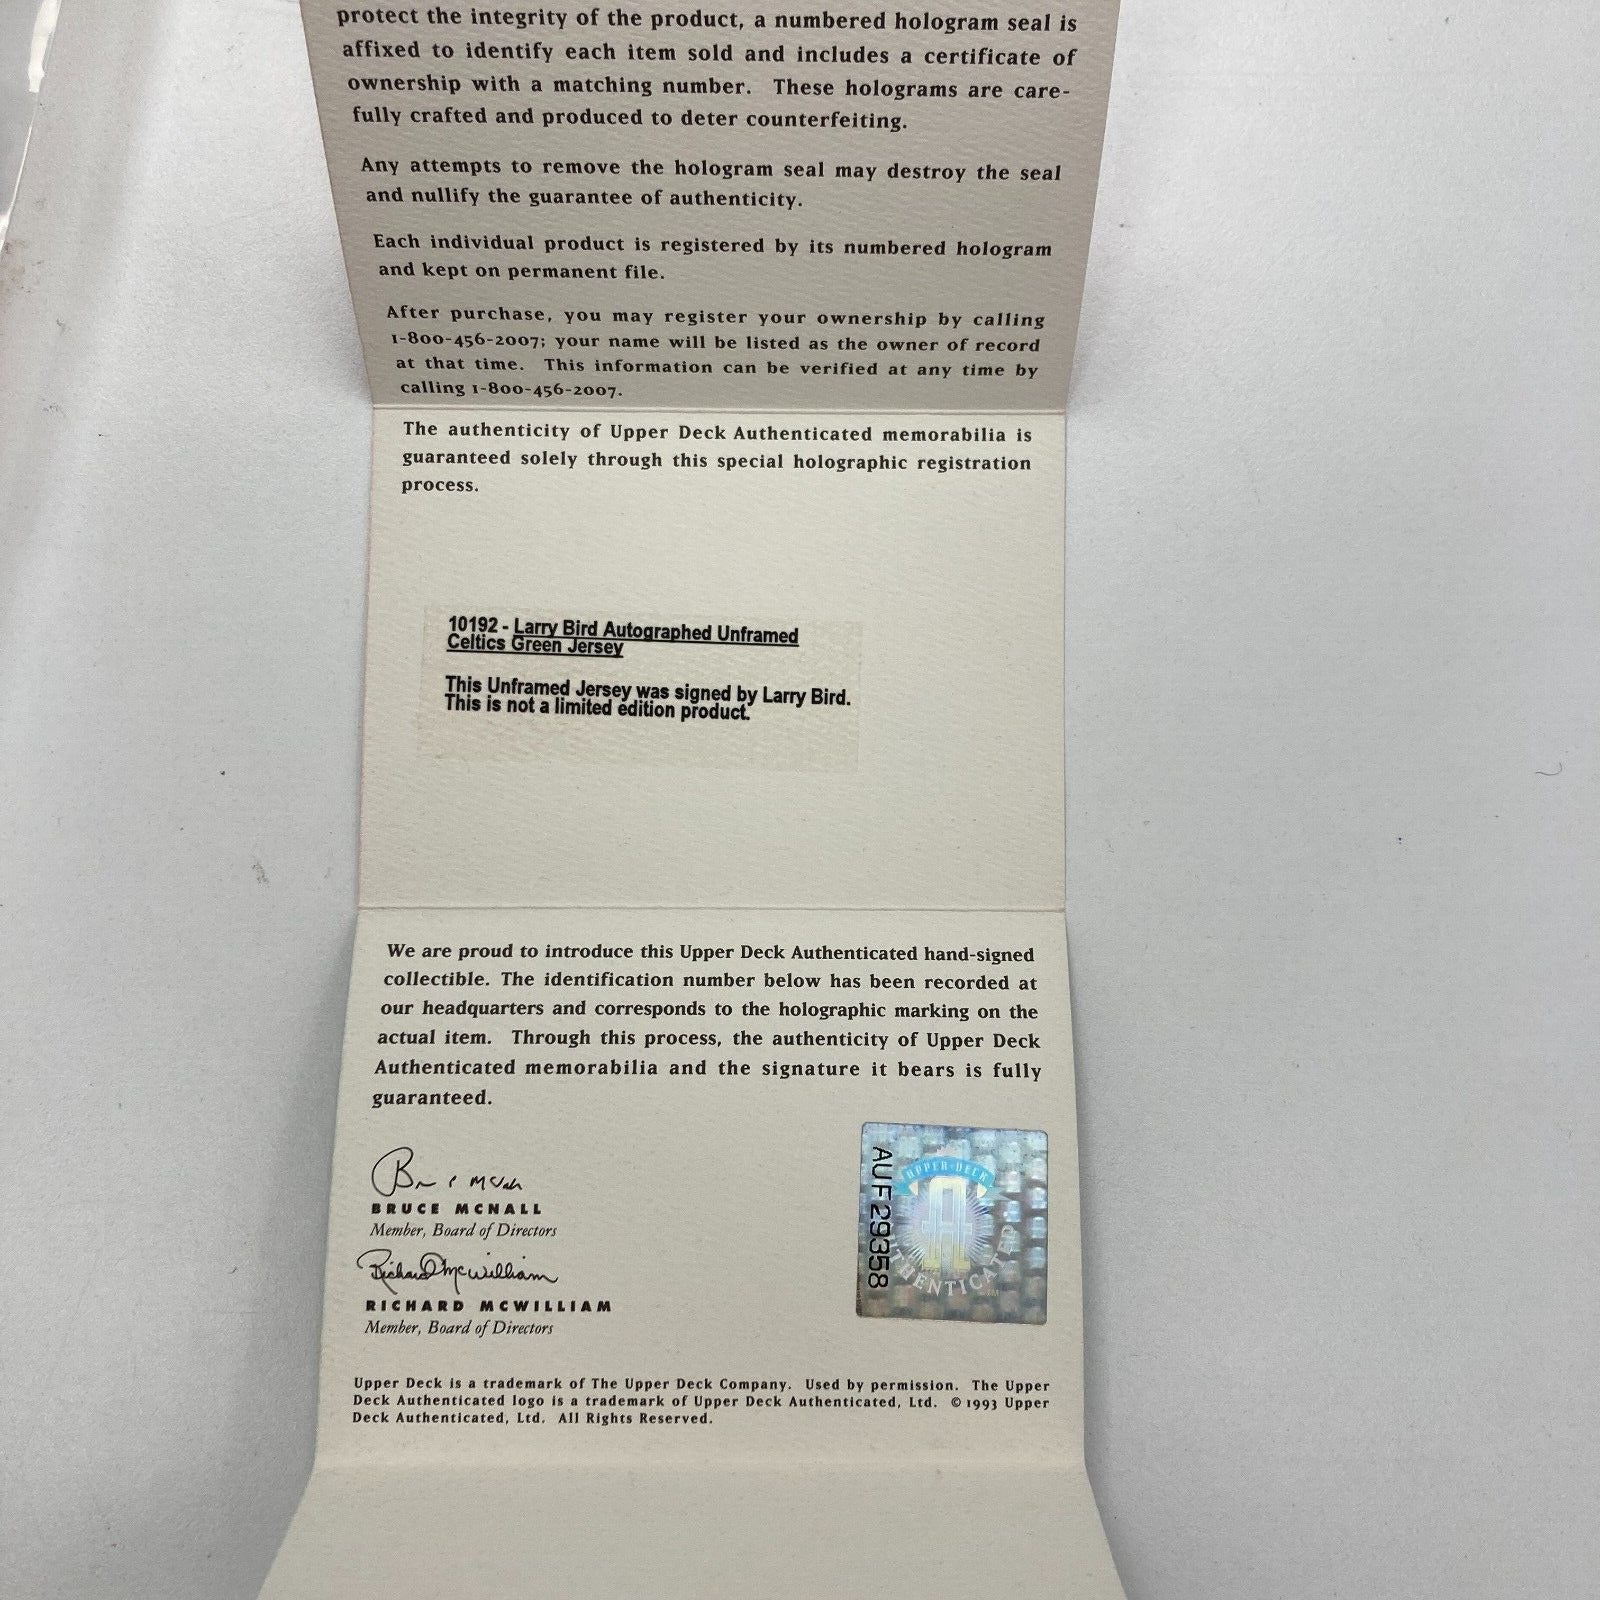 protect the integrity of the product, a numbered hologram seal is
affixed to identify each item sold and includes a certificate of
ownership with a matching number. These holograms are care-
fully crafted and produced to deter counterfeiting.
Any attempts to remove the hologram seal may destroy the seal
and nullify the guarantee of authenticity.
Each individual product is registered by its numbered hologram
and kept on permanent file.
After purchase, you may register your ownership by calling
1-800-456-2007; your name will be listed as the owner of record
at that time. This information can be verified at any time by
calling 1-800-456-2007.
The authenticity of Upper Deck Authenticated memorabilia is
guaranteed solely through this special holographic registration
process.
10192 - Larry Bird Autographed Unframed
Celtics Green Jersey
This Unframed Jersey was signed by Larry Bird.
This is not a limited edition product.
We are proud to introduce this Upper Deck Authenticated hand-signed
collectible. The identification number below has been recorded at
our headquarters and corresponds to the holographic marking on the
actual item. Through this process, the authenticity of Upper Deck
Authenticated memorabilia and the signature it bears is fully
guaranteed.
BRUCE MCNALL
Member, Board of Directors
Richard McWilliam
RICHARD MCWILLIAM
Member, Board of Directors
AUF29358
UPPER DECK
AUTHENTICATED
Upper Deck is a trademark of The Upper Deck Company. Used by permission. The Upper
Deck Authenticated logo is a trademark of Upper Deck Authenticated, Ltd. © 1993 Upper
Deck Authenticated, Ltd. All Rights Reserved.